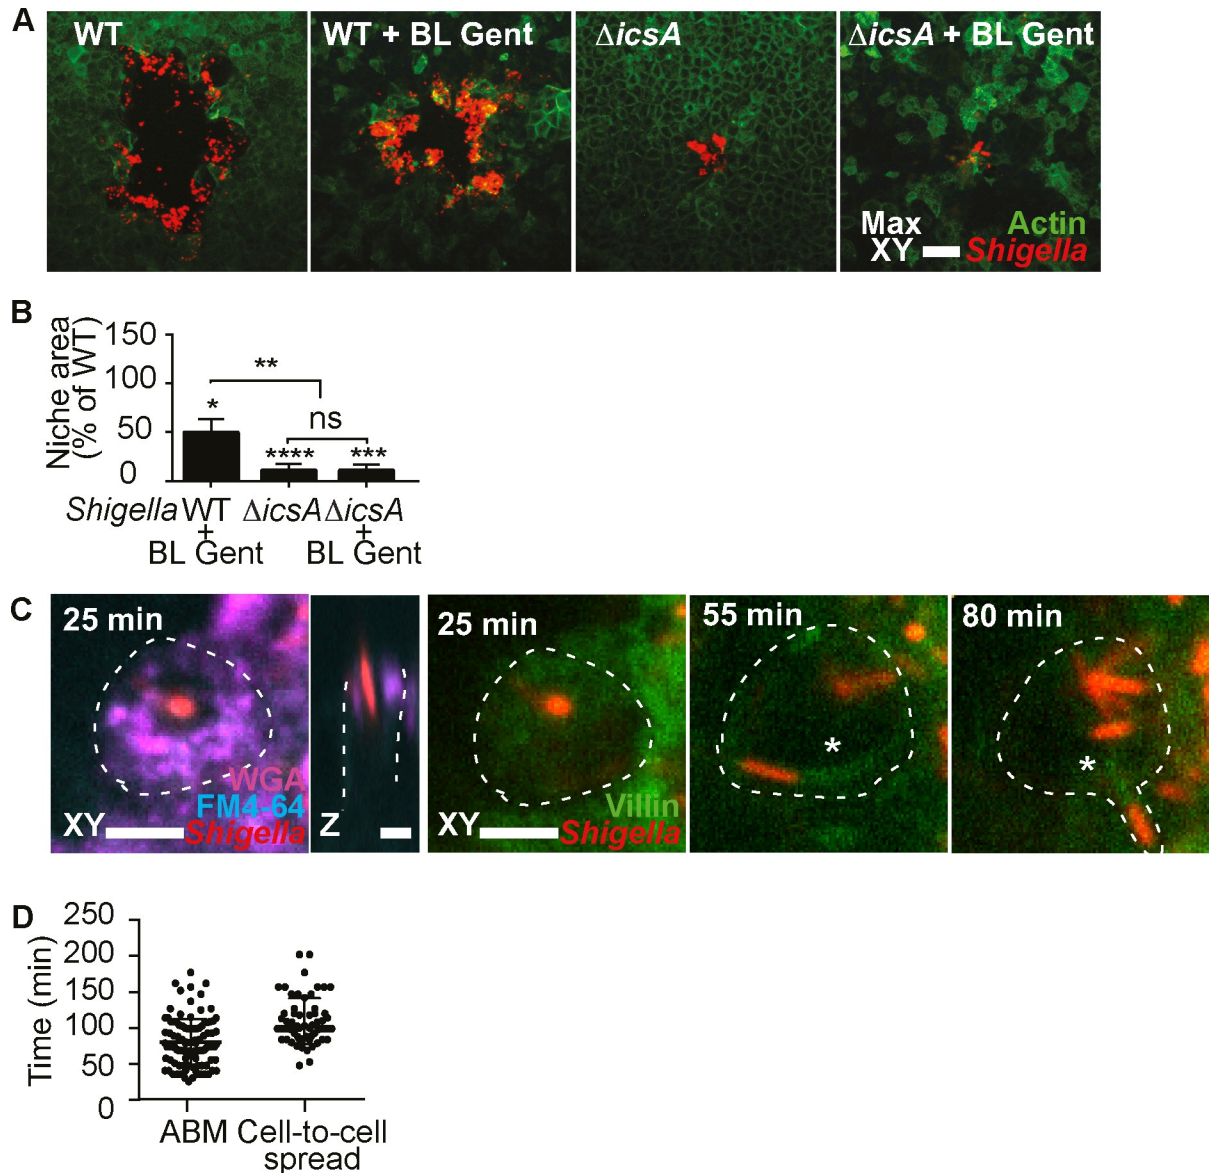 A
WT
WT + BL Gent
ΔicsA
ΔicsA + BL Gent
Max
XY
Actin
Shigella
B
Niche area
(% of WT)
150
100
50
0
**
*
ns
****
***
Shigella WT ΔicsA ΔicsA
+ +
BL Gent BL Gent
C
25 min
WGA
FM4-64
XY Shigella
Z
25 min
Villin
XY Shigella
55 min
*
80 min
*
D
Time (min)
250
200
150
100
50
0
ABM Cell-to-cell
spread